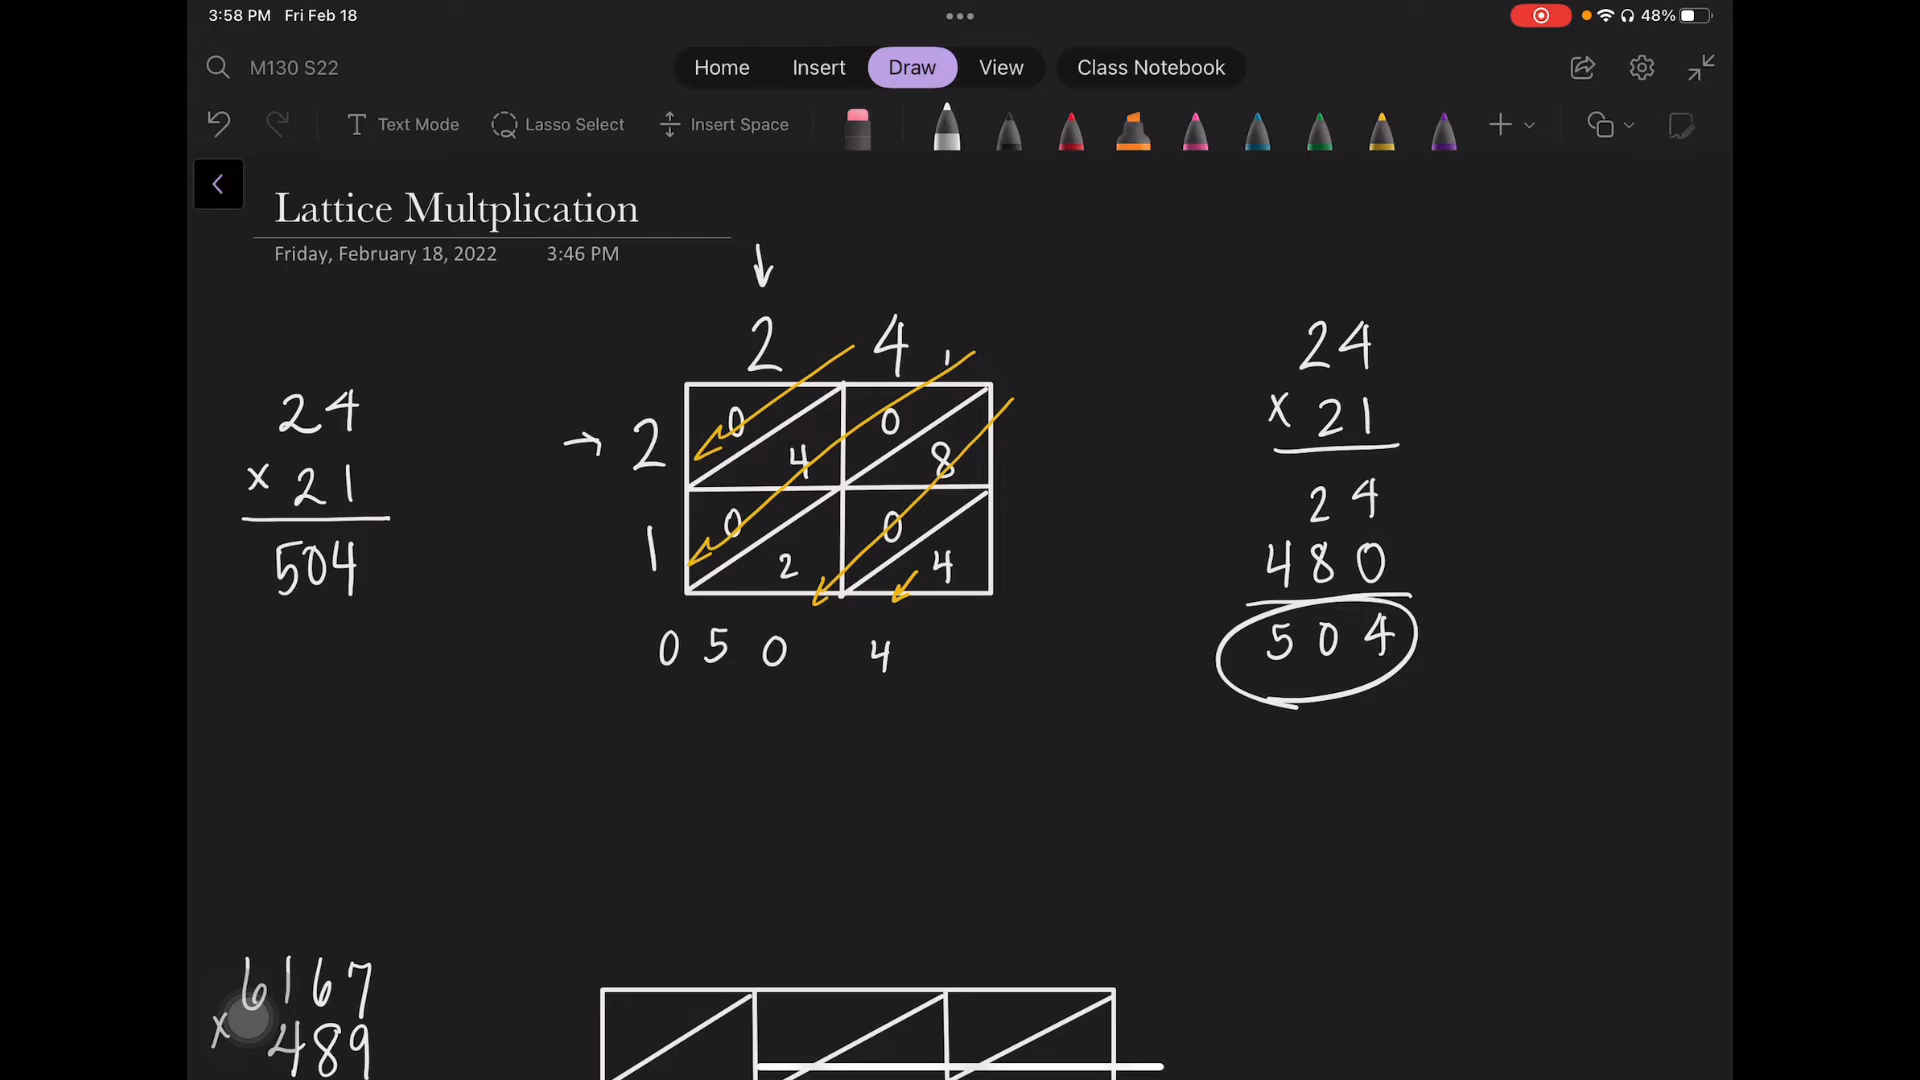 3:58 PM Fri Feb 18
48%
M130 S22
Home Insert Draw View Class Notebook
Text Mode Lasso Select Insert Space
Lattice Multplication
Friday, February 18, 2022 3:46 PM
24
x 21
504
2 4 1
2 0 4 0 8
1 0 2 0 4
0 5 0 4
24
x 21
24
480
504
6167
x 489